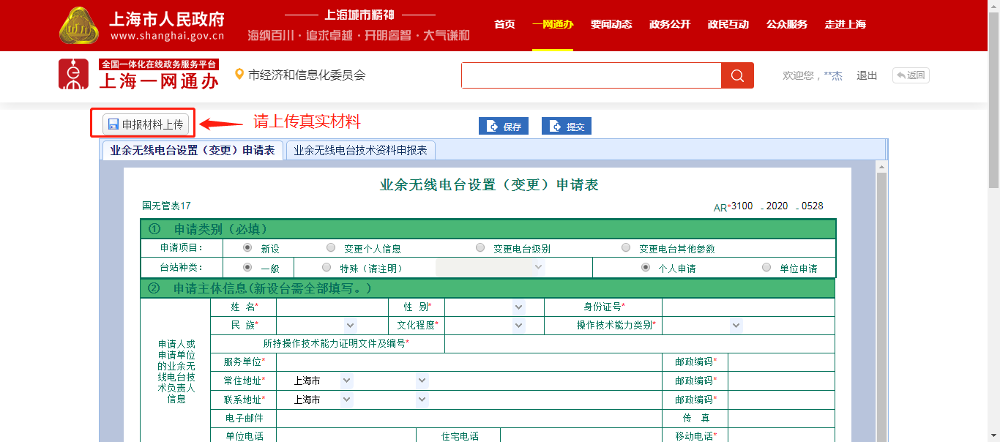 上海市人民政府
www.shanghai.gov.cn
上海城市精神
海纳百川·追求卓越·开明睿智·大气谦和
首页 一网通办 要闻动态 政务公开 政民互动 公众服务 走进上海
全国一体化在线政务服务平台
上海一网通办
市经济和信息化委员会
欢迎您，**杰 退出 返回
申报材料上传 请上传真实材料 保存 提交
业余无线电台设置（变更）申请表 业余无线电台技术资料申报表
业余无线电台设置（变更）申请表
国无管表17 AR*3100 - 2020 - 0528
① 申请类别（必填）
申请项目： 新设 变更个人信息 变更电台级别 变更电台其他参数
台站种类： 一般 特殊（请注明） 个人申请 单位申请
② 申请主体信息(新设台需全部填写。)
申请人或
申请单位
的业余无
线电台技
术负责人
信息
姓 名* 性 别* 身份证号*
民 族* 文化程度* 操作技术能力类别*
所持操作技术能力证明文件及编号*
服务单位* 邮政编码*
常住地址* 上海市 邮政编码*
联系地址* 上海市 邮政编码*
电子邮件 传 真
单位电话 住宅电话 移动电话*